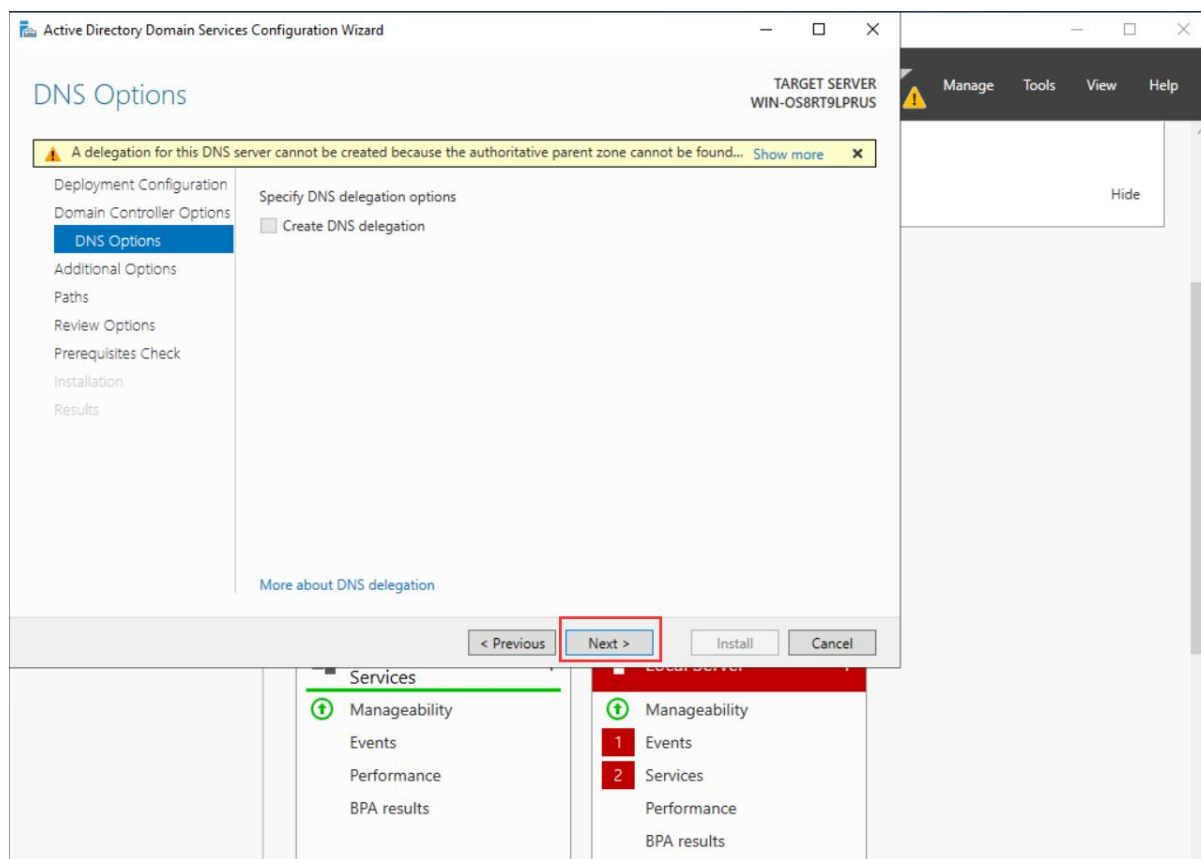 Active Directory Domain Services Configuration Wizard
DNS Options
TARGET SERVER
WIN-OS8RT9LPRUS
Manage Tools View Help
A delegation for this DNS server cannot be created because the authoritative parent zone cannot be found... Show more
Hide
Deployment Configuration
Domain Controller Options
DNS Options
Additional Options
Paths
Review Options
Prerequisites Check
Installation
Results
Specify DNS delegation options
Create DNS delegation
More about DNS delegation
< Previous
Next >
Install
Cancel
Services
Manageability
Events
Performance
BPA results
Local Server
Manageability
1 Events
2 Services
Performance
BPA results